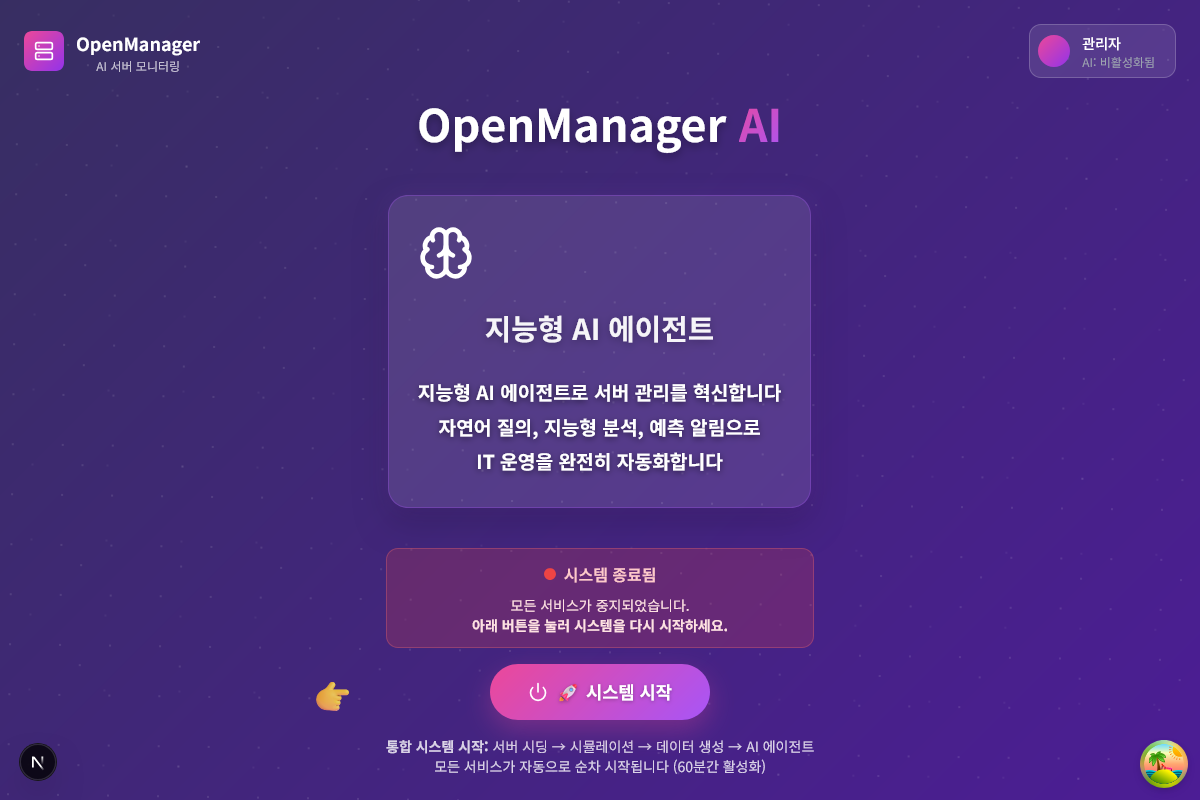 OpenManager
AI 서버 모니터링
관리자
AI: 비활성화됨
OpenManager AI
지능형 AI 에이전트
지능형 AI 에이전트로 서버 관리를 혁신합니다
자연어 질의, 지능형 분석, 예측 알림으로
IT 운영을 완전히 자동화합니다
시스템 종료됨
모든 서비스가 중지되었습니다.
아래 버튼을 눌러 시스템을 다시 시작하세요.
🚀 시스템 시작
통합 시스템 시작: 서버 시딩 → 시뮬레이션 → 데이터 생성 → AI 에이전트
모든 서비스가 자동으로 순차 시작됩니다 (60분간 활성화)
N